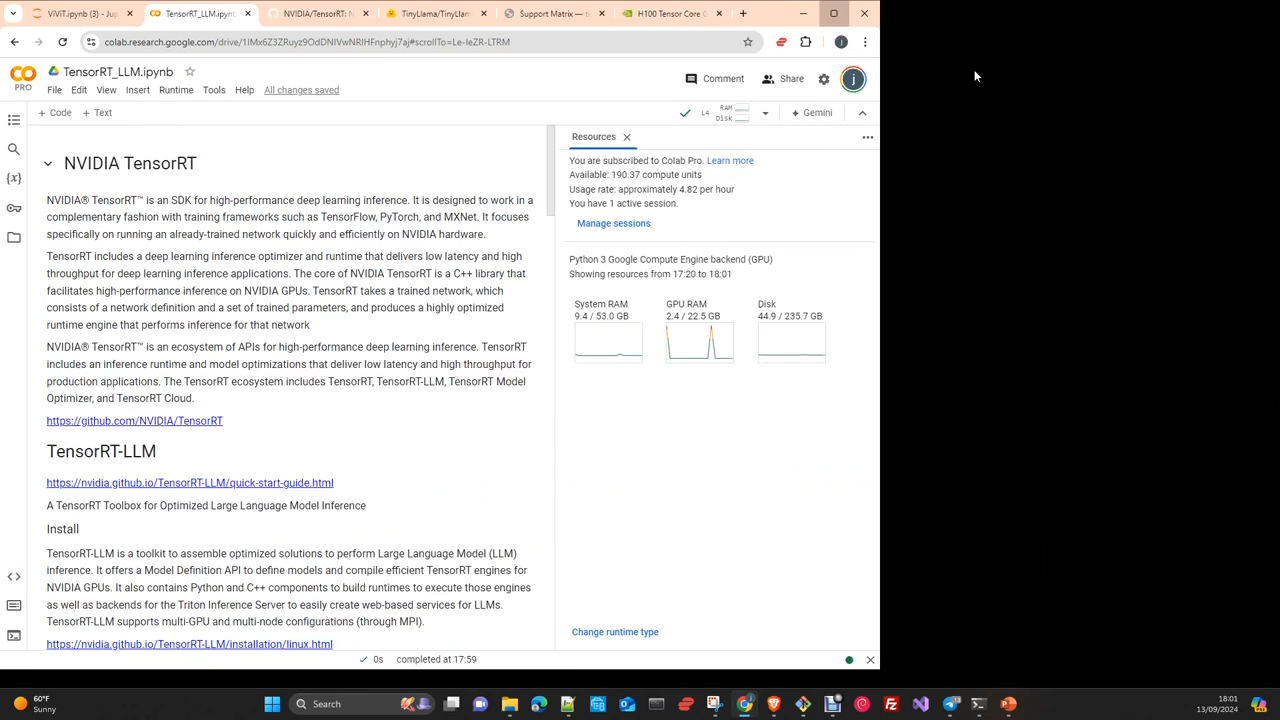 ViViT.ipynb (3) - Jup
TensorRT_LLM.ipynb
NVIDIA/TensorRT: N
TinyLlama/TinyLlam
Support Matrix — te
H100 Tensor Core G
colab.research.google.com/drive/1IMx6Z3ZRuyz9OdDNIVwNRlHFnphyj7aj#scrollTo=Le-IeZR-LTRM
j
CO
PRO
TensorRT_LLM.ipynb
Comment
Share
j
File Edit View Insert Runtime Tools Help All changes saved
+ Code + Text
L4
RAM
Disk
Gemini
NVIDIA TensorRT
NVIDIA® TensorRT™ is an SDK for high-performance deep learning inference. It is designed to work in a
complementary fashion with training frameworks such as TensorFlow, PyTorch, and MXNet. It focuses
specifically on running an already-trained network quickly and efficiently on NVIDIA hardware.
TensorRT includes a deep learning inference optimizer and runtime that delivers low latency and high
throughput for deep learning inference applications. The core of NVIDIA TensorRT is a C++ library that
facilitates high-performance inference on NVIDIA GPUs. TensorRT takes a trained network, which
consists of a network definition and a set of trained parameters, and produces a highly optimized
runtime engine that performs inference for that network
NVIDIA® TensorRT™ is an ecosystem of APIs for high-performance deep learning inference. TensorRT
includes an inference runtime and model optimizations that deliver low latency and high throughput for
production applications. The TensorRT ecosystem includes TensorRT, TensorRT-LLM, TensorRT Model
Optimizer, and TensorRT Cloud.
https://github.com/NVIDIA/TensorRT
TensorRT-LLM
https://nvidia.github.io/TensorRT-LLM/quick-start-guide.html
A TensorRT Toolbox for Optimized Large Language Model Inference
Install
TensorRT-LLM is a toolkit to assemble optimized solutions to perform Large Language Model (LLM)
inference. It offers a Model Definition API to define models and compile efficient TensorRT engines for
NVIDIA GPUs. It also contains Python and C++ components to build runtimes to execute those engines
as well as backends for the Triton Inference Server to easily create web-based services for LLMs.
TensorRT-LLM supports multi-GPU and multi-node configurations (through MPI).
https://nvidia.github.io/TensorRT-LLM/installation/linux.html
Resources
You are subscribed to Colab Pro. Learn more
Available: 190.37 compute units
Usage rate: approximately 4.82 per hour
You have 1 active session.
Manage sessions
Python 3 Google Compute Engine backend (GPU)
Showing resources from 17:20 to 18:01
System RAM
9.4 / 53.0 GB
GPU RAM
2.4 / 22.5 GB
Disk
44.9 / 235.7 GB
Change runtime type
0s completed at 17:59
60°F
Sunny
Search
18:01
13/09/2024